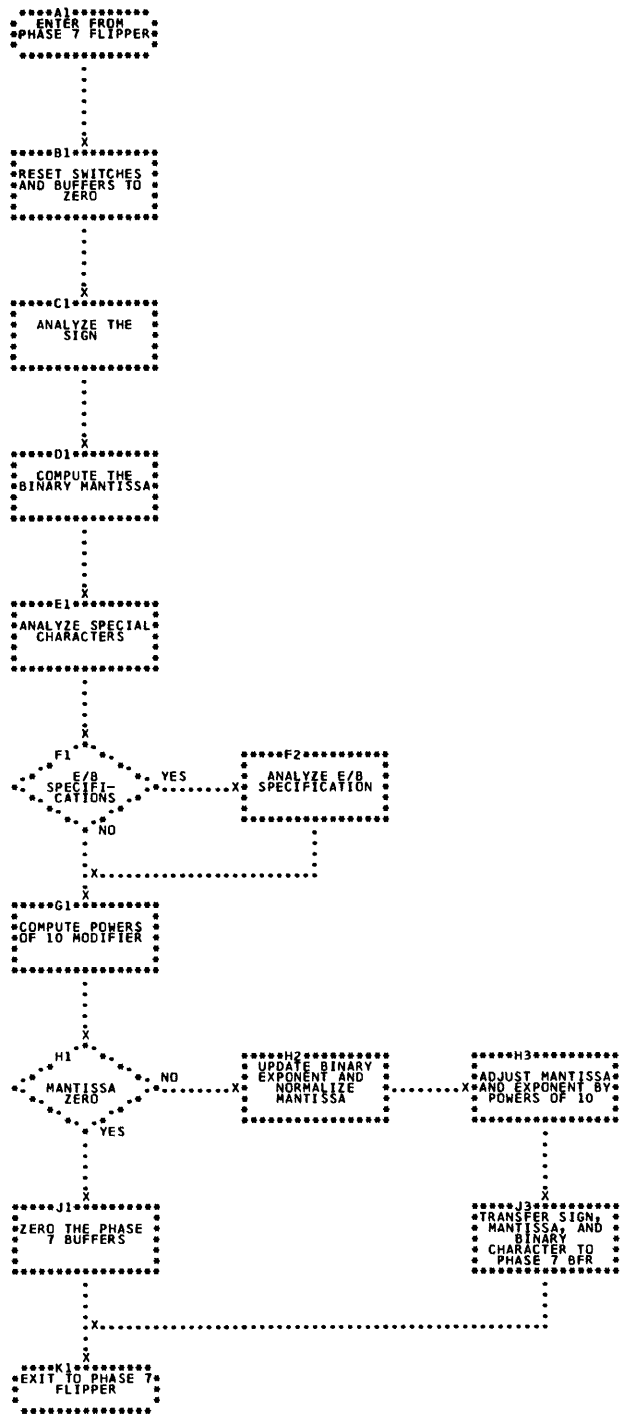 A1
ENTER FROM
PHASE 7 FLIPPER
B1
RESET SWITCHES
AND BUFFERS TO
ZERO
C1
ANALYZE THE
SIGN
D1
COMPUTE THE
BINARY MANTISSA
E1
ANALYZE SPECIAL
CHARACTERS
F1
E/B
SPECIFI-
CATIONS
YES
NO
F2
ANALYZE E/B
SPECIFICATION
G1
COMPUTE POWERS
OF 10 MODIFIER
H1
MANTISSA
ZERO
NO
YES
H2
UPDATE BINARY
EXPONENT AND
NORMALIZE
MANTISSA
H3
ADJUST MANTISSA
AND EXPONENT BY
POWERS OF 10
J1
ZERO THE PHASE
7 BUFFERS
J3
TRANSFER SIGN,
MANTISSA, AND
BINARY
CHARACTER TO
PHASE 7 BFR
K1
EXIT TO PHASE 7
FLIPPER